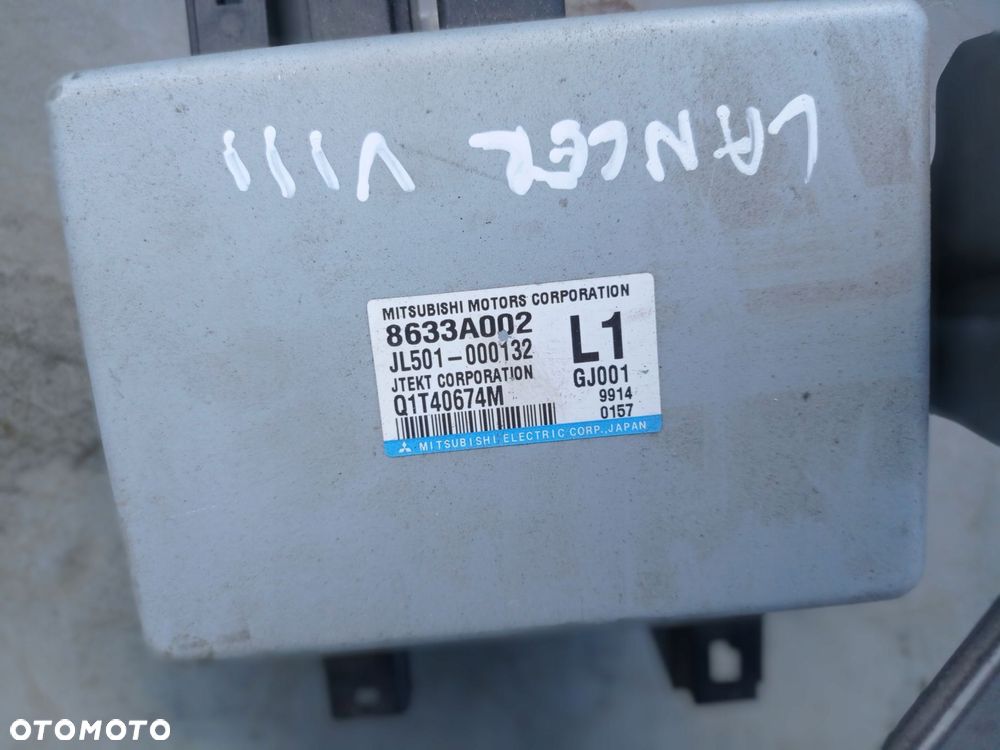 LANCER VIII
MITSUBISHI MOTORS CORPORATION
8633A002
L1
JL501-000132
JTEKT CORPORATION
GJ001
Q1T40674M
9914
0157
MITSUBISHI ELECTRIC CORP., JAPAN
OTOMOTO